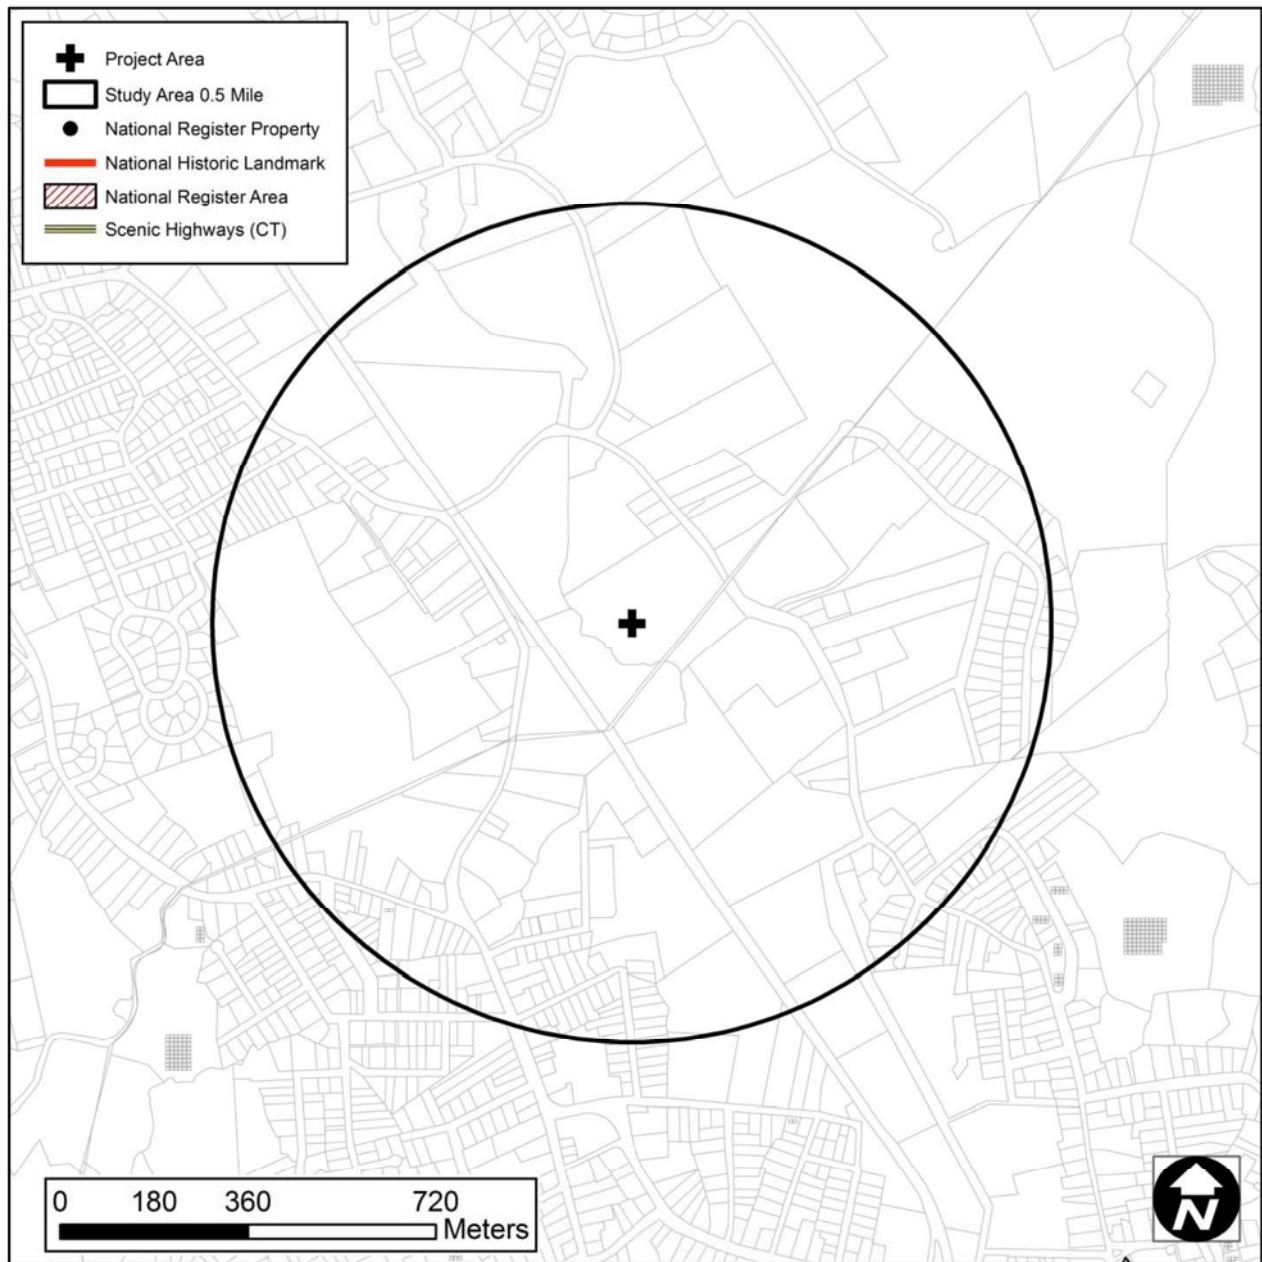 Project Area
Study Area 0.5 Mile
National Register Property
National Historic Landmark
National Register Area
Scenic Highways (CT)
0 180 360 720
Meters
N